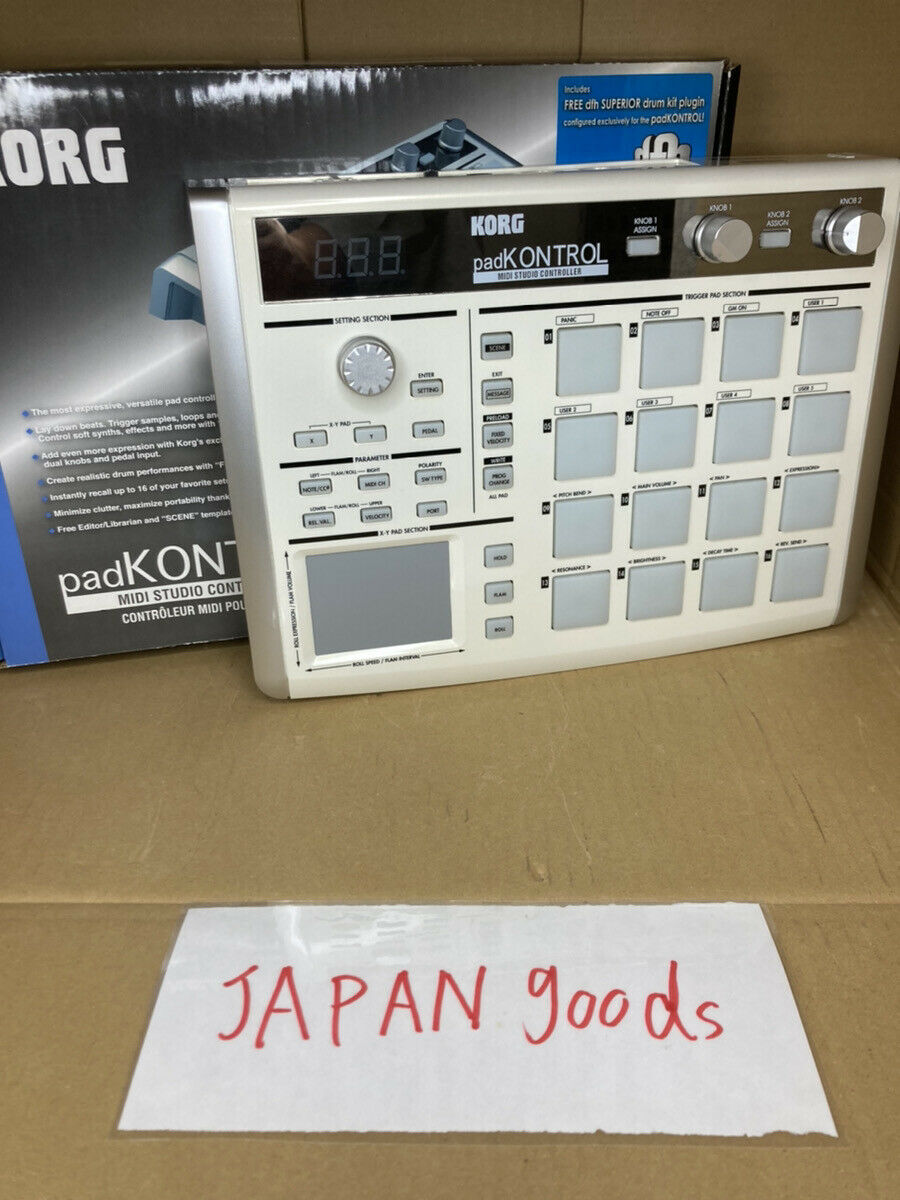 KORG
Includes
FREE dfh SUPERIOR drum kit plugin
configured exclusively for the padKONTROL!
The most expressive, versatile pad controll
Lay down beats. Trigger samples, loops and
Control soft synths, effects and more with
Add even more expression with Korg's exc
dual knobs and pedal input.
Create realistic drum performances with "F
Instantly recall up to 16 of your favorite set
Minimize clutter, maximize portability thank
Free Editor/Librarian and "SCENE" templat
padKONT
MIDI STUDIO CONT
CONTRÔLEUR MIDI POU
KORG
padKONTROL
MIDI STUDIO CONTROLLER
KNOB 1 ASSIGN
KNOB 1
KNOB 2 ASSIGN
KNOB 2
SETTING SECTION
ENTER
SETTING
X-Y PAD
X
Y
PEDAL
PARAMETER
LEFT FLAM/ROLL RIGHT
POLARITY
NOTE/CC#
MIDI CH
SW TYPE
LOWER FLAM/ROLL UPPER
REL.VAL.
VELOCITY
PORT
X-Y PAD SECTION
ROLL EXPRESSION / FLAM VOLUME
ROLL SPEED / FLAM INTERVAL
SCENE
EXIT
MESSAGE
PRELOAD
FIXED VELOCITY
WRITE
PROG CHANGE
ALL PAD
HOLD
FLAM
ROLL
TRIGGER PAD SECTION
01 PANIC
02 NOTE OFF
03 GM ON
04 USER 1
05 USER 2
06 USER 3
07 USER 4
08 USER 5
09 < PITCH BEND >
10 < MAIN VOLUME >
11 < PAN >
12 < EXPRESSION>
13 < RESONANCE >
14 < BRIGHTNESS >
15 < DECAY TIME >
16 < REV. SEND >
JAPAN goods